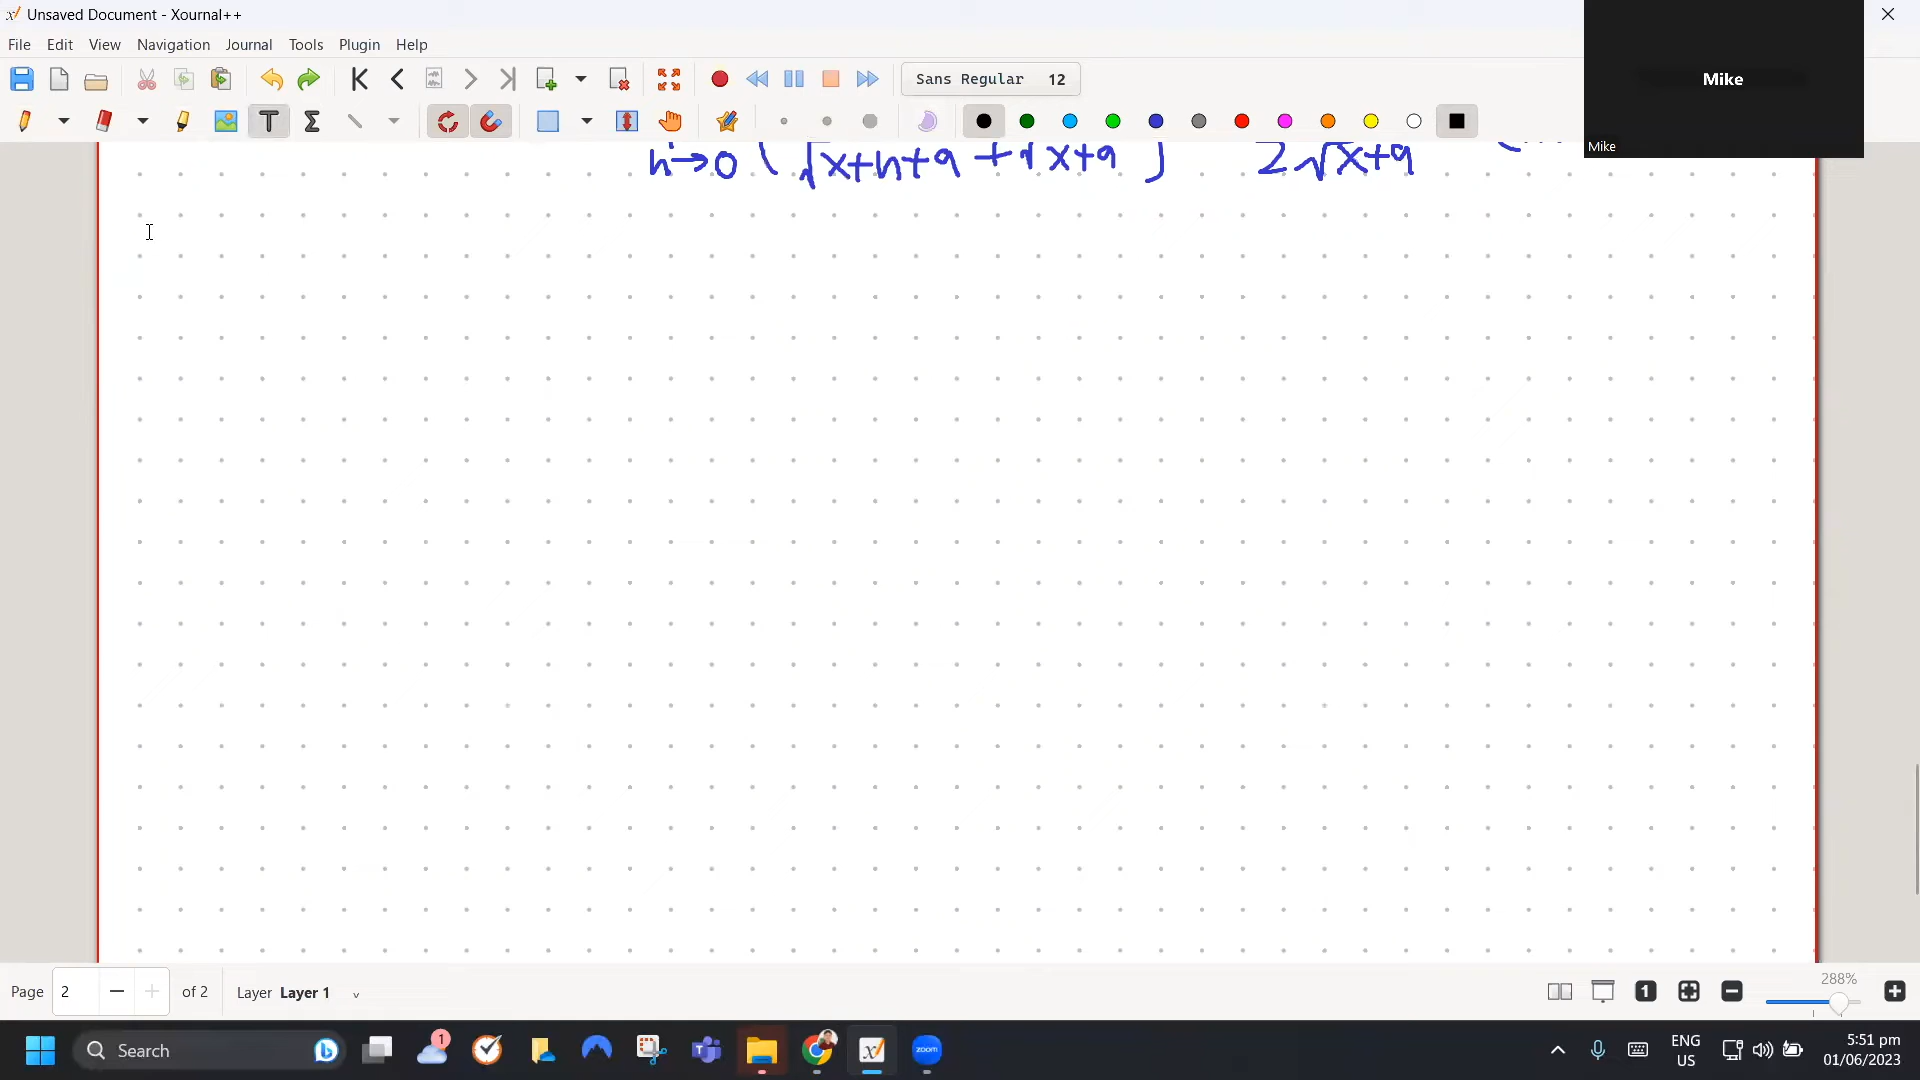 Unsaved Document - Xournal++
File Edit View Navigation Journal Tools Plugin Help
Sans Regular 12
Mike
Mike
h→0 √x+h+9 + √x+9 2√x+9
Page 2 of 2 Layer Layer 1
288%
Search
1
zoom
ENG
US
5:51 pm
01/06/2023